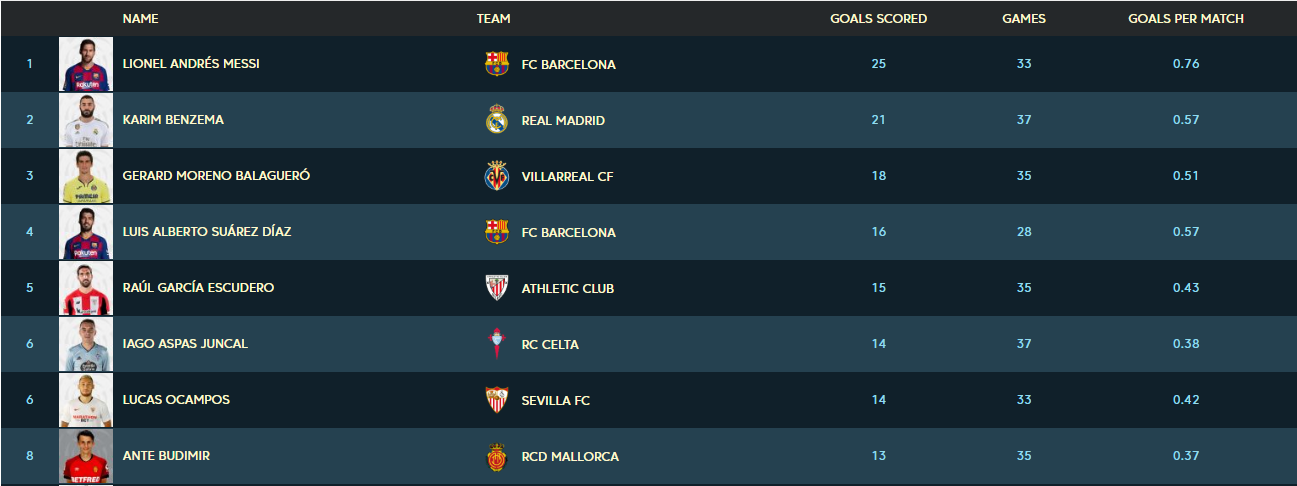 NAME TEAM GOALS SCORED GAMES GOALS PER MATCH
1 LIONEL ANDRÉS MESSI FC BARCELONA 25 33 0.76
2 KARIM BENZEMA REAL MADRID 21 37 0.57
3 GERARD MORENO BALAGUERÓ VILLARREAL CF 18 35 0.51
4 LUIS ALBERTO SUÁREZ DÍAZ FC BARCELONA 16 28 0.57
5 RAÚL GARCÍA ESCUDERO ATHLETIC CLUB 15 35 0.43
6 IAGO ASPAS JUNCAL RC CELTA 14 37 0.38
6 LUCAS OCAMPOS SEVILLA FC 14 33 0.42
8 ANTE BUDIMIR RCD MALLORCA 13 35 0.37